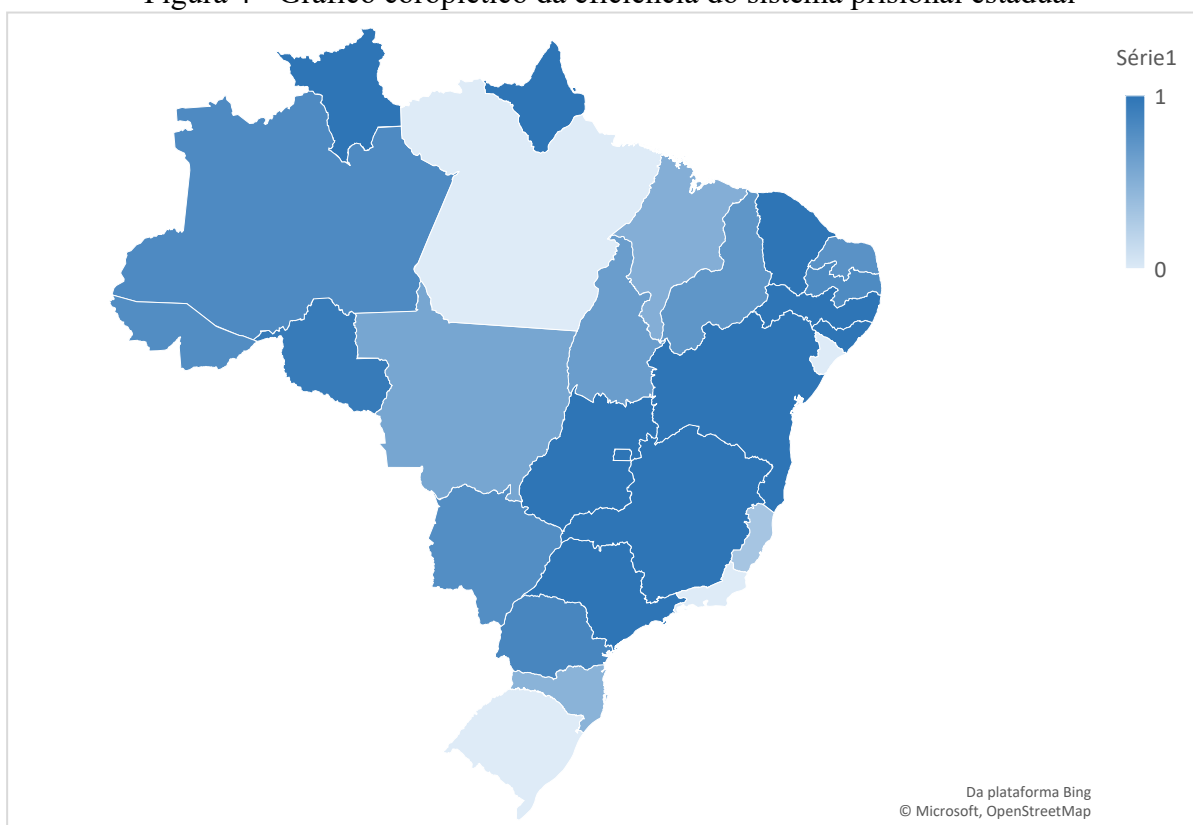 Figura 4 - Gráfico coroplético da eficiência do sistema prisional estadual
Série1
1
0
Da plataforma Bing
© Microsoft, OpenStreetMap